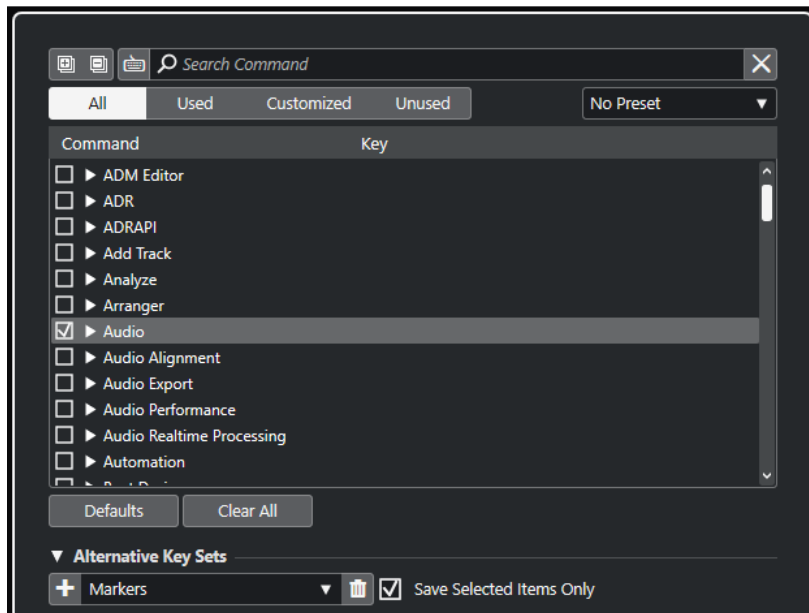 Search Command
All Used Customized Unused No Preset
Command Key
ADM Editor
ADR
ADRAPI
Add Track
Analyze
Arranger
Audio
Audio Alignment
Audio Export
Audio Performance
Audio Realtime Processing
Automation
Defaults Clear All
Alternative Key Sets
Markers Save Selected Items Only